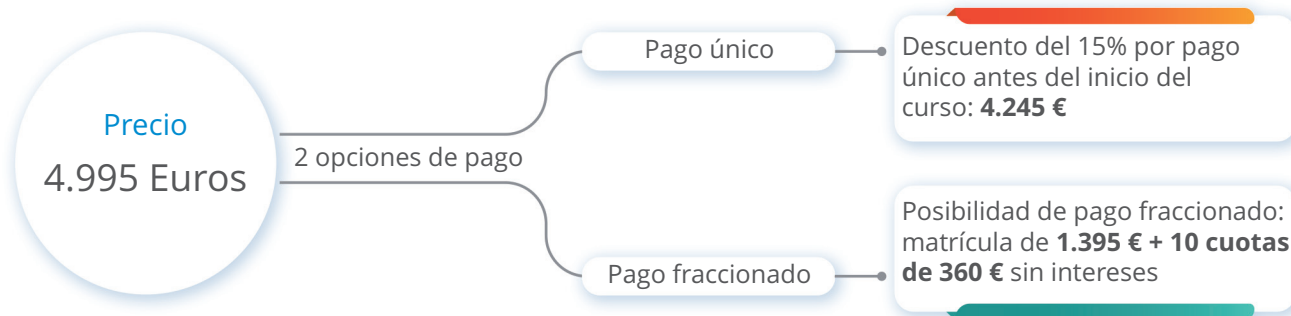 Precio
4.995 Euros
2 opciones de pago
Pago único
Descuento del 15% por pago
único antes del inicio del
curso: 4.245 €
Pago fraccionado
Posibilidad de pago fraccionado:
matrícula de 1.395 € + 10 cuotas
de 360 € sin intereses